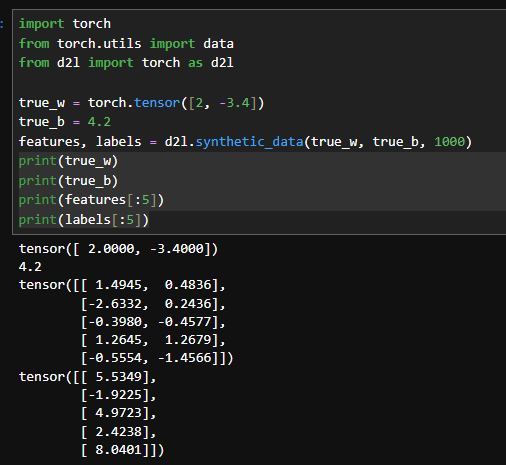 :
import torch
from torch.utils import data
from d2l import torch as d2l
true_w = torch.tensor([2, -3.4])
true_b = 4.2
features, labels = d2l.synthetic_data(true_w, true_b, 1000)
print(true_w)
print(true_b)
print(features[:5])
print(labels[:5])
tensor([ 2.0000, -3.4000])
4.2
tensor([[ 1.4945,  0.4836],
        [-2.6332,  0.2436],
        [-0.3980, -0.4577],
        [ 1.2645,  1.2679],
        [-0.5554, -1.4566]])
tensor([[ 5.5349],
        [-1.9225],
        [ 4.9723],
        [ 2.4238],
        [ 8.0401]])